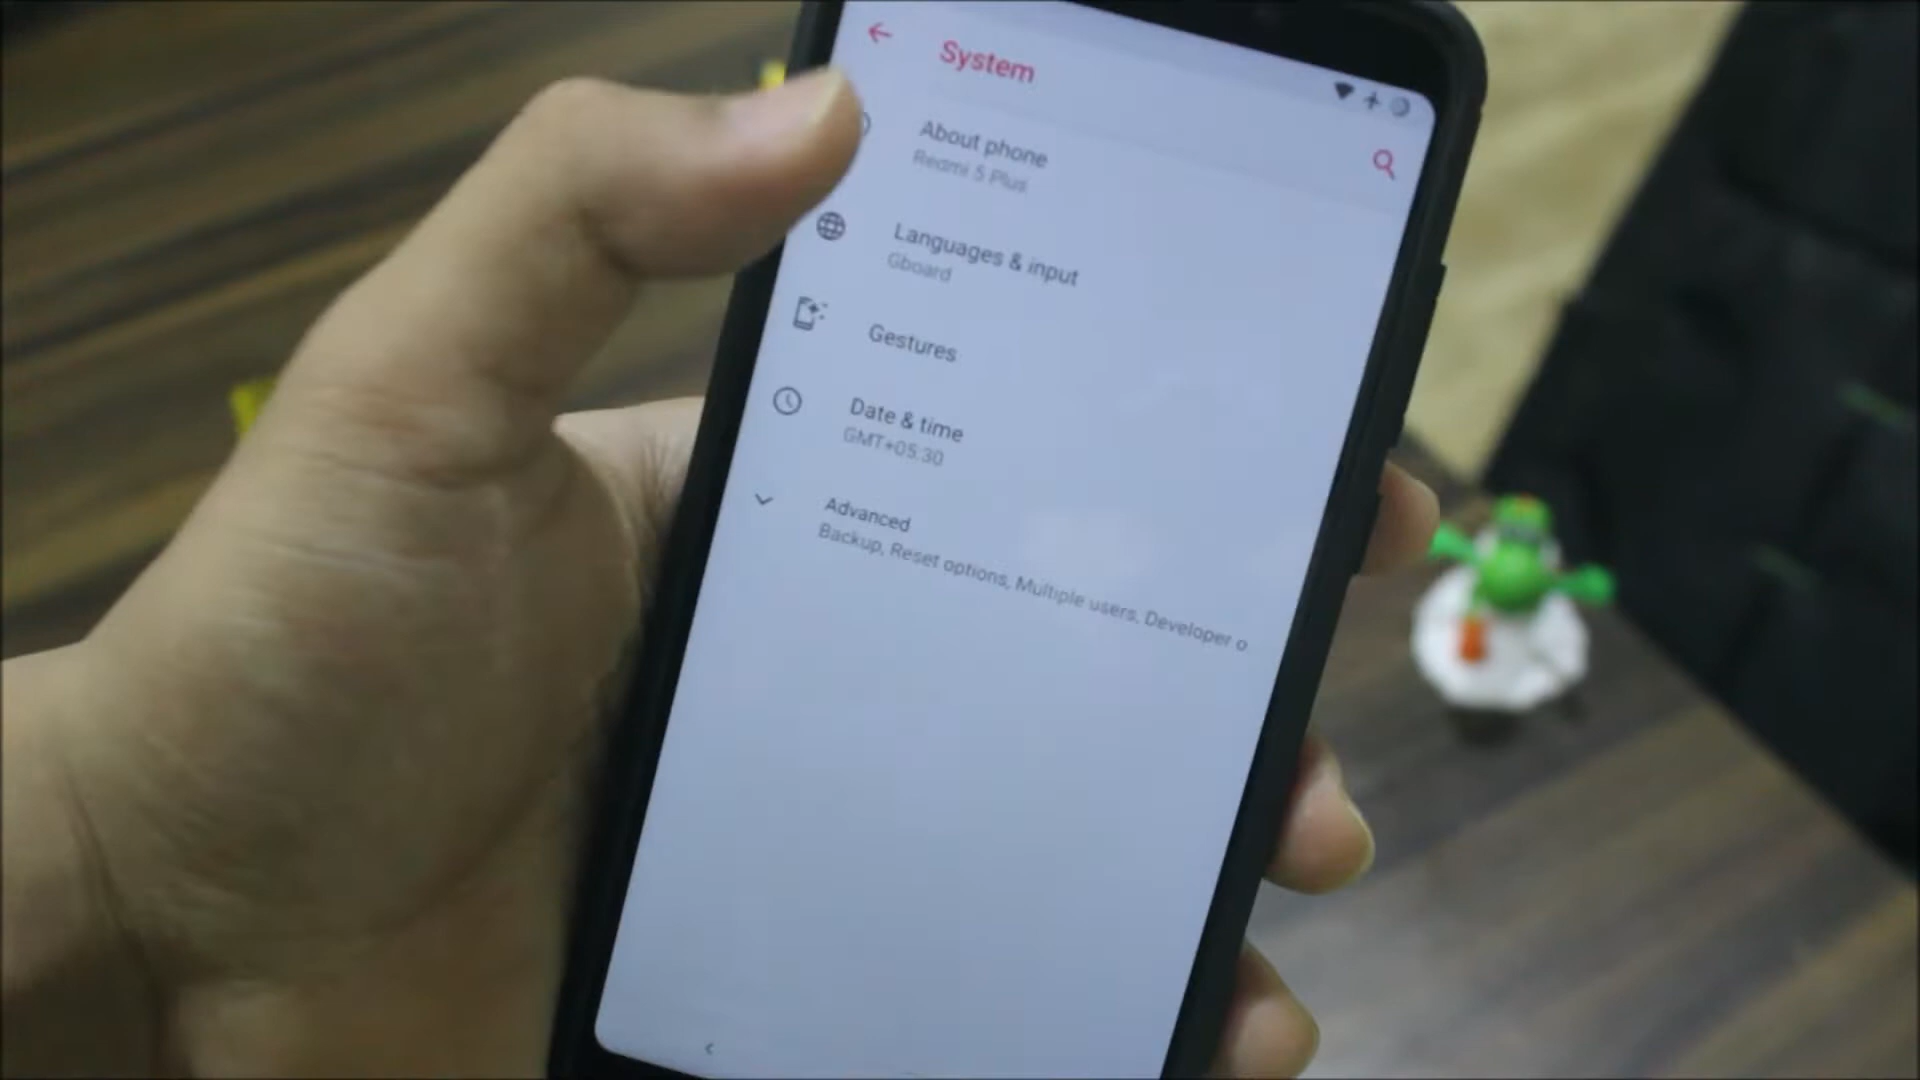 System
About phone
Redmi 5 Plus
Languages & input
Gboard
Gestures
Date & time
GMT+05:30
Advanced
Backup, Reset options, Multiple users, Developer o